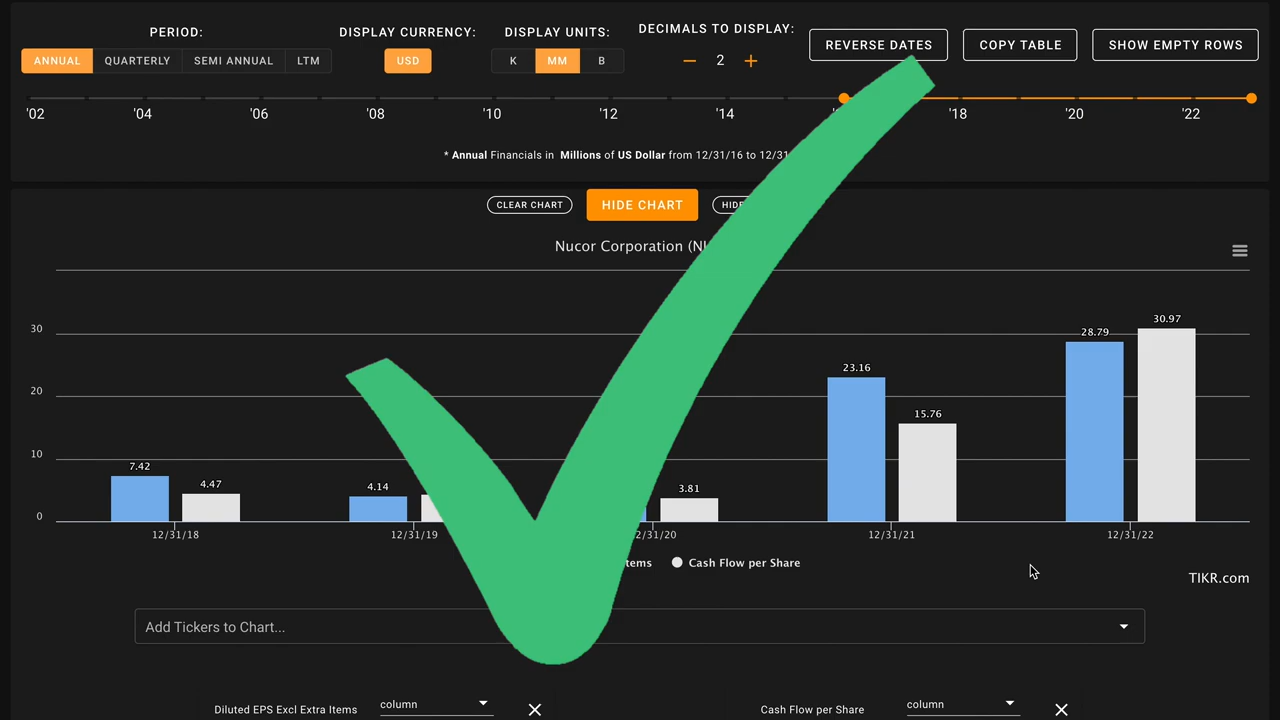 PERIOD:
DISPLAY CURRENCY:
DISPLAY UNITS:
DECIMALS TO DISPLAY:
ANNUAL QUARTERLY SEMI ANNUAL LTM
USD
K MM B
— 2 +
REVERSE DATES
COPY TABLE
SHOW EMPTY ROWS
'02 '04 '06 '08 '10 '12 '14 '18 '20 '22
* Annual Financials in Millions of US Dollar from 12/31/16 to 12/31
CLEAR CHART HIDE CHART HIDE
Nucor Corporation
30
20
10
0
7.42 4.47 4.14 3.81 23.16 15.76 28.79 30.97
12/31/18 12/31/19 2/31/20 12/31/21 12/31/22
Cash Flow per Share
TIKR.com
Add Tickers to Chart...
Diluted EPS Excl Extra Items column
Cash Flow per Share column